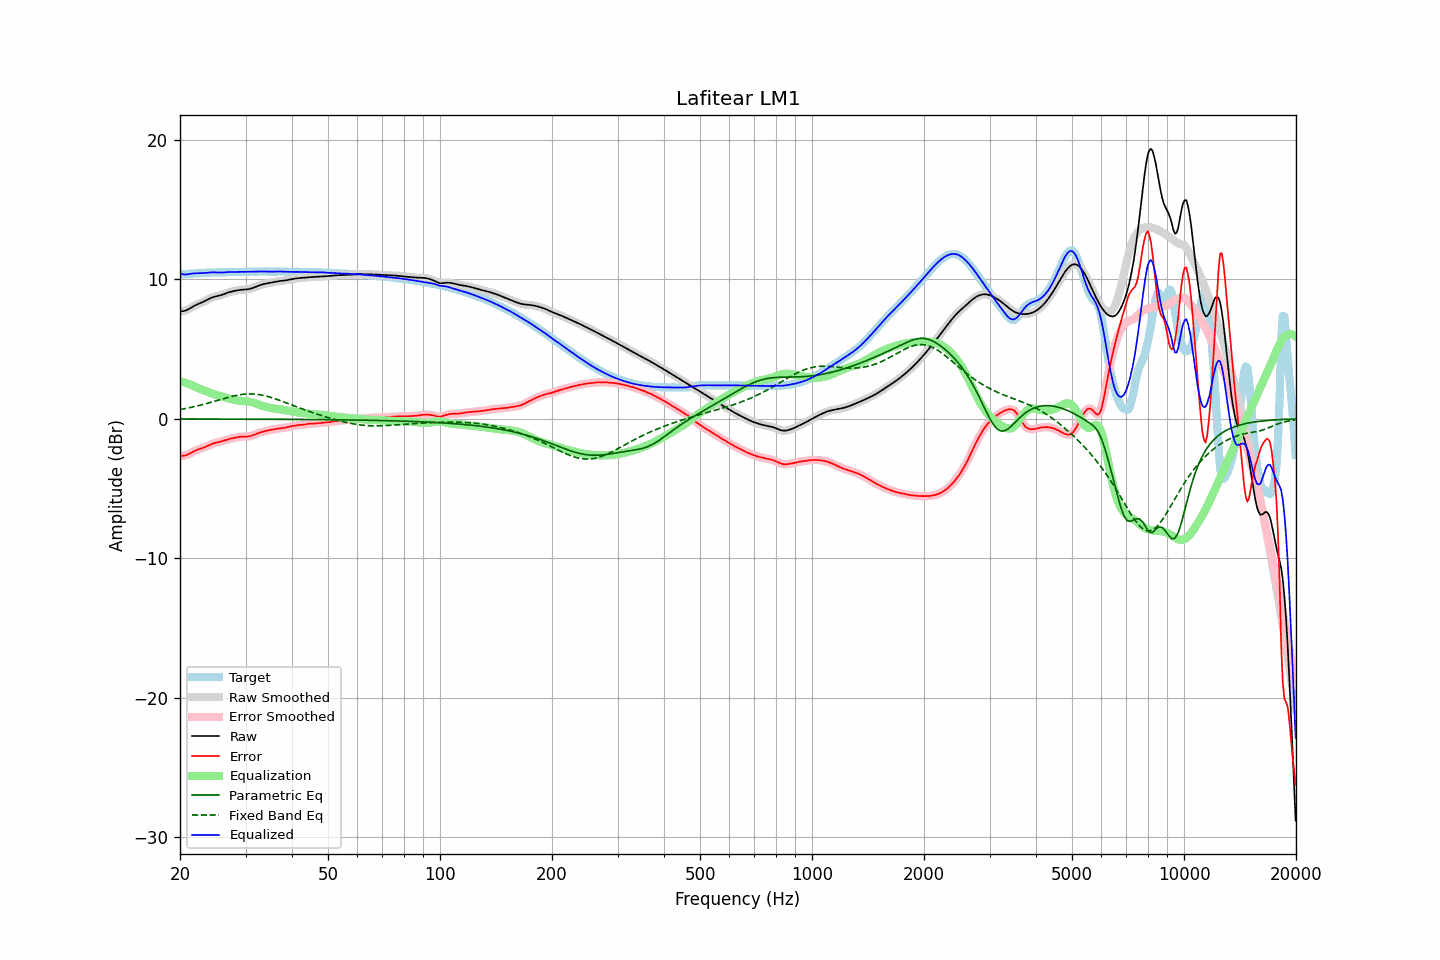 Lafitear LM1
20
10
0
−10
−20
−30
Amplitude (dBr)
Target
Raw Smoothed
Error Smoothed
Raw
Error
Equalization
Parametric Eq
Fixed Band Eq
Equalized
20 50 100 200 500 1000 2000 5000 10000 20000
Frequency (Hz)